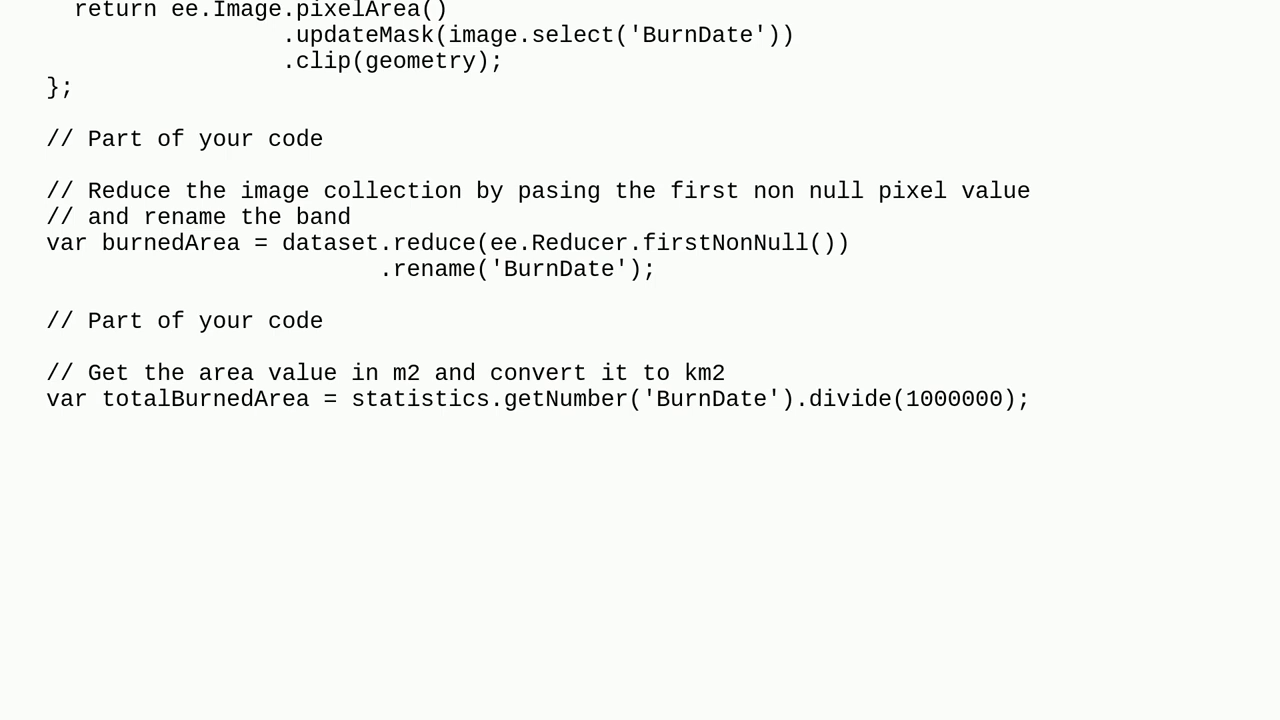 return ee.Image.pixelArea()
.updateMask(image.select('BurnDate'))
.clip(geometry);
};
// Part of your code
// Reduce the image collection by pasing the first non null pixel value
// and rename the band
var burnedArea = dataset.reduce(ee.Reducer.firstNonNull())
.rename('BurnDate');
// Part of your code
// Get the area value in m2 and convert it to km2
var totalBurnedArea = statistics.getNumber('BurnDate').divide(1000000);